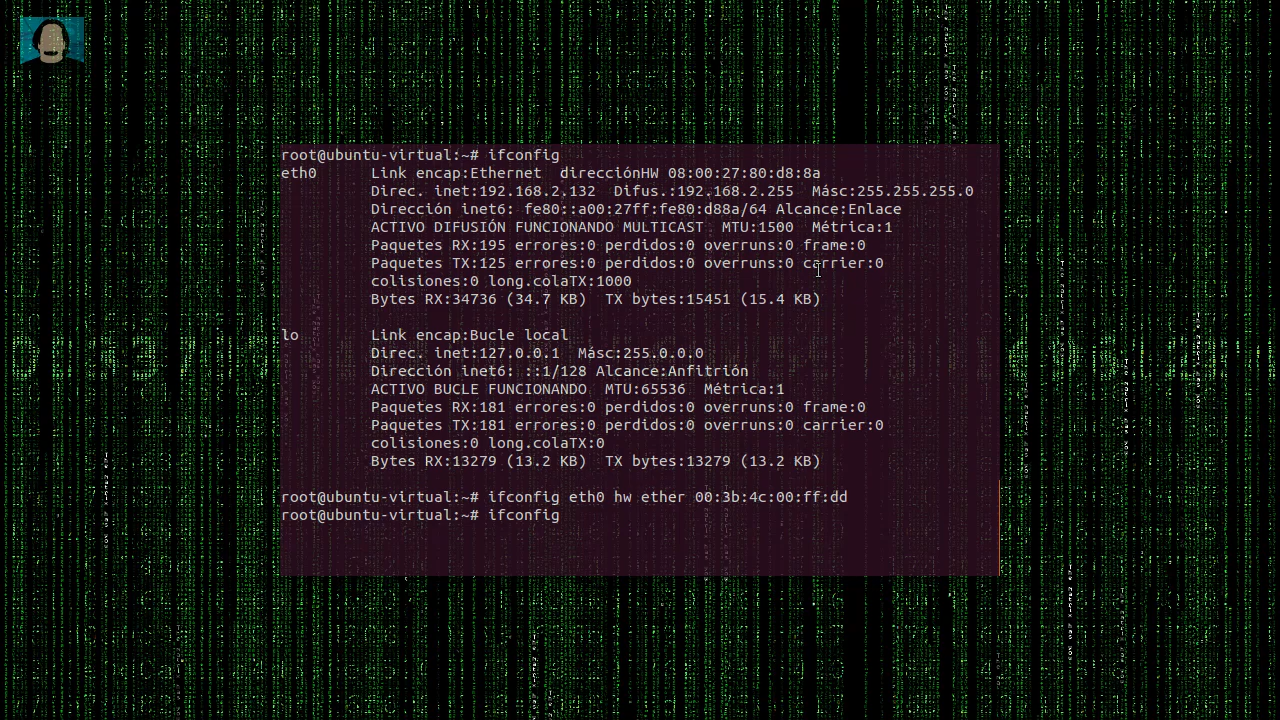 root@ubuntu-virtual:~# ifconfig
eth0      Link encap:Ethernet  direcciónHW 08:00:27:80:d8:8a
          Direc. inet:192.168.2.132  Difus.:192.168.2.255  Másc:255.255.255.0
          Dirección inet6: fe80::a00:27ff:fe80:d88a/64 Alcance:Enlace
          ACTIVO DIFUSIÓN FUNCIONANDO MULTICAST  MTU:1500  Métrica:1
          Paquetes RX:195 errores:0 perdidos:0 overruns:0 frame:0
          Paquetes TX:125 errores:0 perdidos:0 overruns:0 carrier:0
          colisiones:0 long.colaTX:1000
          Bytes RX:34736 (34.7 KB)  TX bytes:15451 (15.4 KB)

lo        Link encap:Bucle local
          Direc. inet:127.0.0.1  Másc:255.0.0.0
          Dirección inet6: ::1/128 Alcance:Anfitrión
          ACTIVO BUCLE FUNCIONANDO  MTU:65536  Métrica:1
          Paquetes RX:181 errores:0 perdidos:0 overruns:0 frame:0
          Paquetes TX:181 errores:0 perdidos:0 overruns:0 carrier:0
          colisiones:0 long.colaTX:0
          Bytes RX:13279 (13.2 KB)  TX bytes:13279 (13.2 KB)

root@ubuntu-virtual:~# ifconfig eth0 hw ether 00:3b:4c:00:ff:dd
root@ubuntu-virtual:~# ifconfig